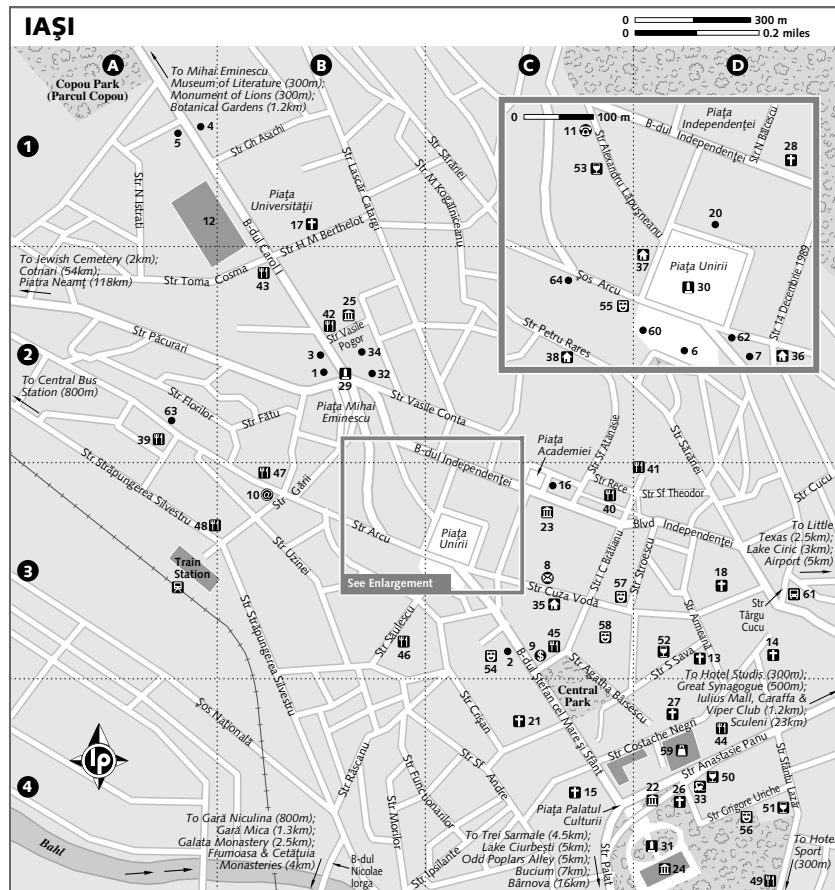 IAŞI
0 300 m
0 0.2 miles
A
B
C
D
1
2
3
4
Copou Park
(Parcul Copou)
To Mihai Eminescu
Museum of Literature (300m);
Monument of Lions (300m);
Botanical Gardens (1.2km)
4
5
Str Gh Asachi
Str N Istrati
12
Piaţa
Universităţii
17
Str H M Berthelot
B-dul Carol I
Str Lascăr Catargi
Str Sărăriei
Str M Kogălniceanu
To Jewish Cemetery (2km);
Cotnari (54km);
Piatra Neamţ (118km)
Str Toma Cosma
43
0 100 m
11
Str Alexandru Lăpuşneanu
53
Piaţa
Independenţei
B-dul Independenţei
Str N Bălcescu
28
20
37
Piaţa Unirii
30
Şos Arcu
64
55
Str 14 Decembrie 1989
60
62
6
7
36
Str Petru Rares
38
25
42
Str Vasile
Pogor
3
34
1
29
32
Str Păcurari
To Central Bus
Station (800m)
Str Florilor
63
Str Fătu
39
Piaţa Mihai
Eminescu
Str Vasile Conta
B-dul Independenţei
Piaţa
Academiei
Str Sf Atanasie
Str Sărăriei
41
47
10
Str Gării
Str Străpungerea Silvestru
48
16
Str Rece
40
Str Sf Theodor
23
Blvd Independenţei
Str Cucu
To Little
Texas (2.5km);
Lake Ciric (3km);
Airport (5km)
Train
Station
Str Uzinei
Str Arcu
Piaţa
Unirii
See Enlargement
8
Str Cuza Vodă
35
Str I C Brătianu
Str Stroescu
57
18
61
Str
Târgu
Cucu
Str Săulescu
46
54
2
9
45
58
52
Str S Sava
Str Armeană
13
14
Str Străpungerea Silvestru
B-dul Ştefan cel Mare şi Sfânt
Str Agatha Bârsescu
Central
Park
To Hotel Studis (300m);
Great Synagogue (500m);
Iulius Mall, Caraffa &
Viper Club (1.2km);
Sculeni (23km)
Şos Naţională
Str Crişan
21
27
Str Costache Negri
59
44
Str Anastasie Panu
lp
Str Râşcanu
Str Sf Andre
Str Funcţionarilor
15
22
26
33
50
Str Sfântu Lazăr
Str Grigore Uriche
51
56
Piaţa Palatul
Culturii
To Gară Niculina (800m);
Gară Mica (1.3km);
Galata Monastery (2.5km);
Frumoasa & Cetăţuia
Monasteries (4km)
Str Morilor
Str Ipsilante
To Trei Sarmale (4.5km);
Lake Ciurbeşti (5km);
Odd Poplars Alley (5km);
Bucium (7km);
Bârnova (16km)
Str Palat
31
24
To Hotel
Sport
(300m)
49
Bahl
B-dul
Nicolae
Iorga